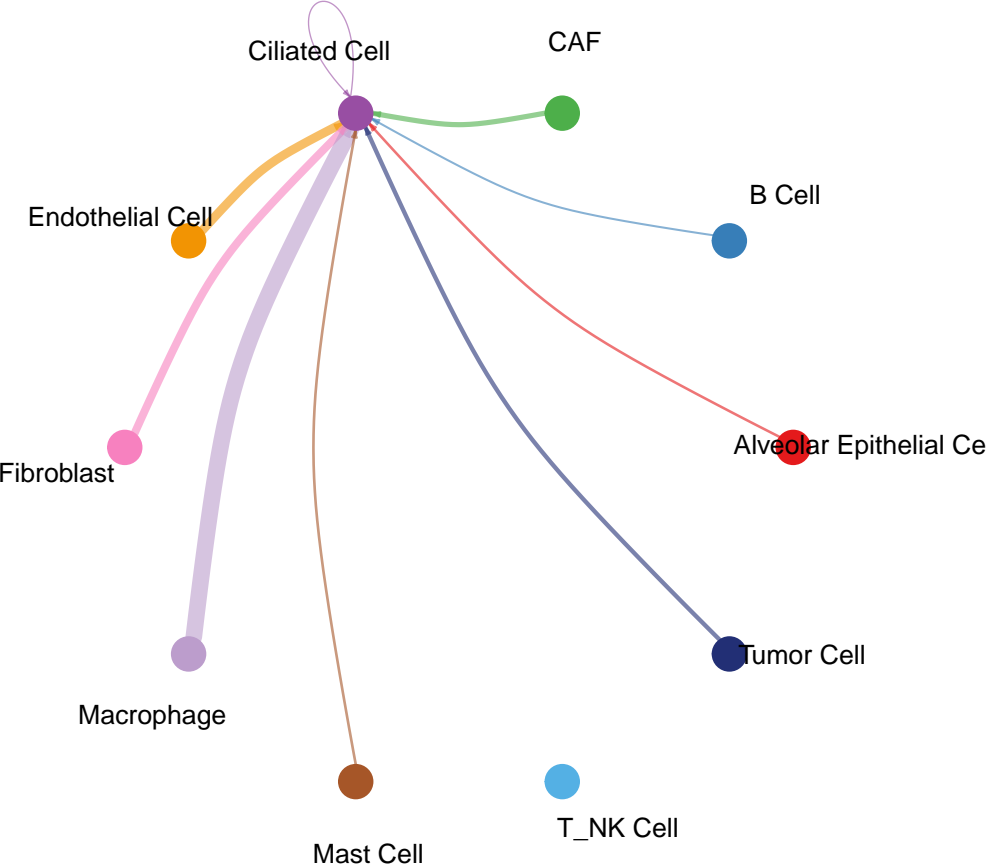 CAF
Ciliated Cell
B Cell
Endothelial Cell
Alveolar Epithelial Ce
Fibroblast
Tumor Cell
Macrophage
T_NK Cell
Mast Cell